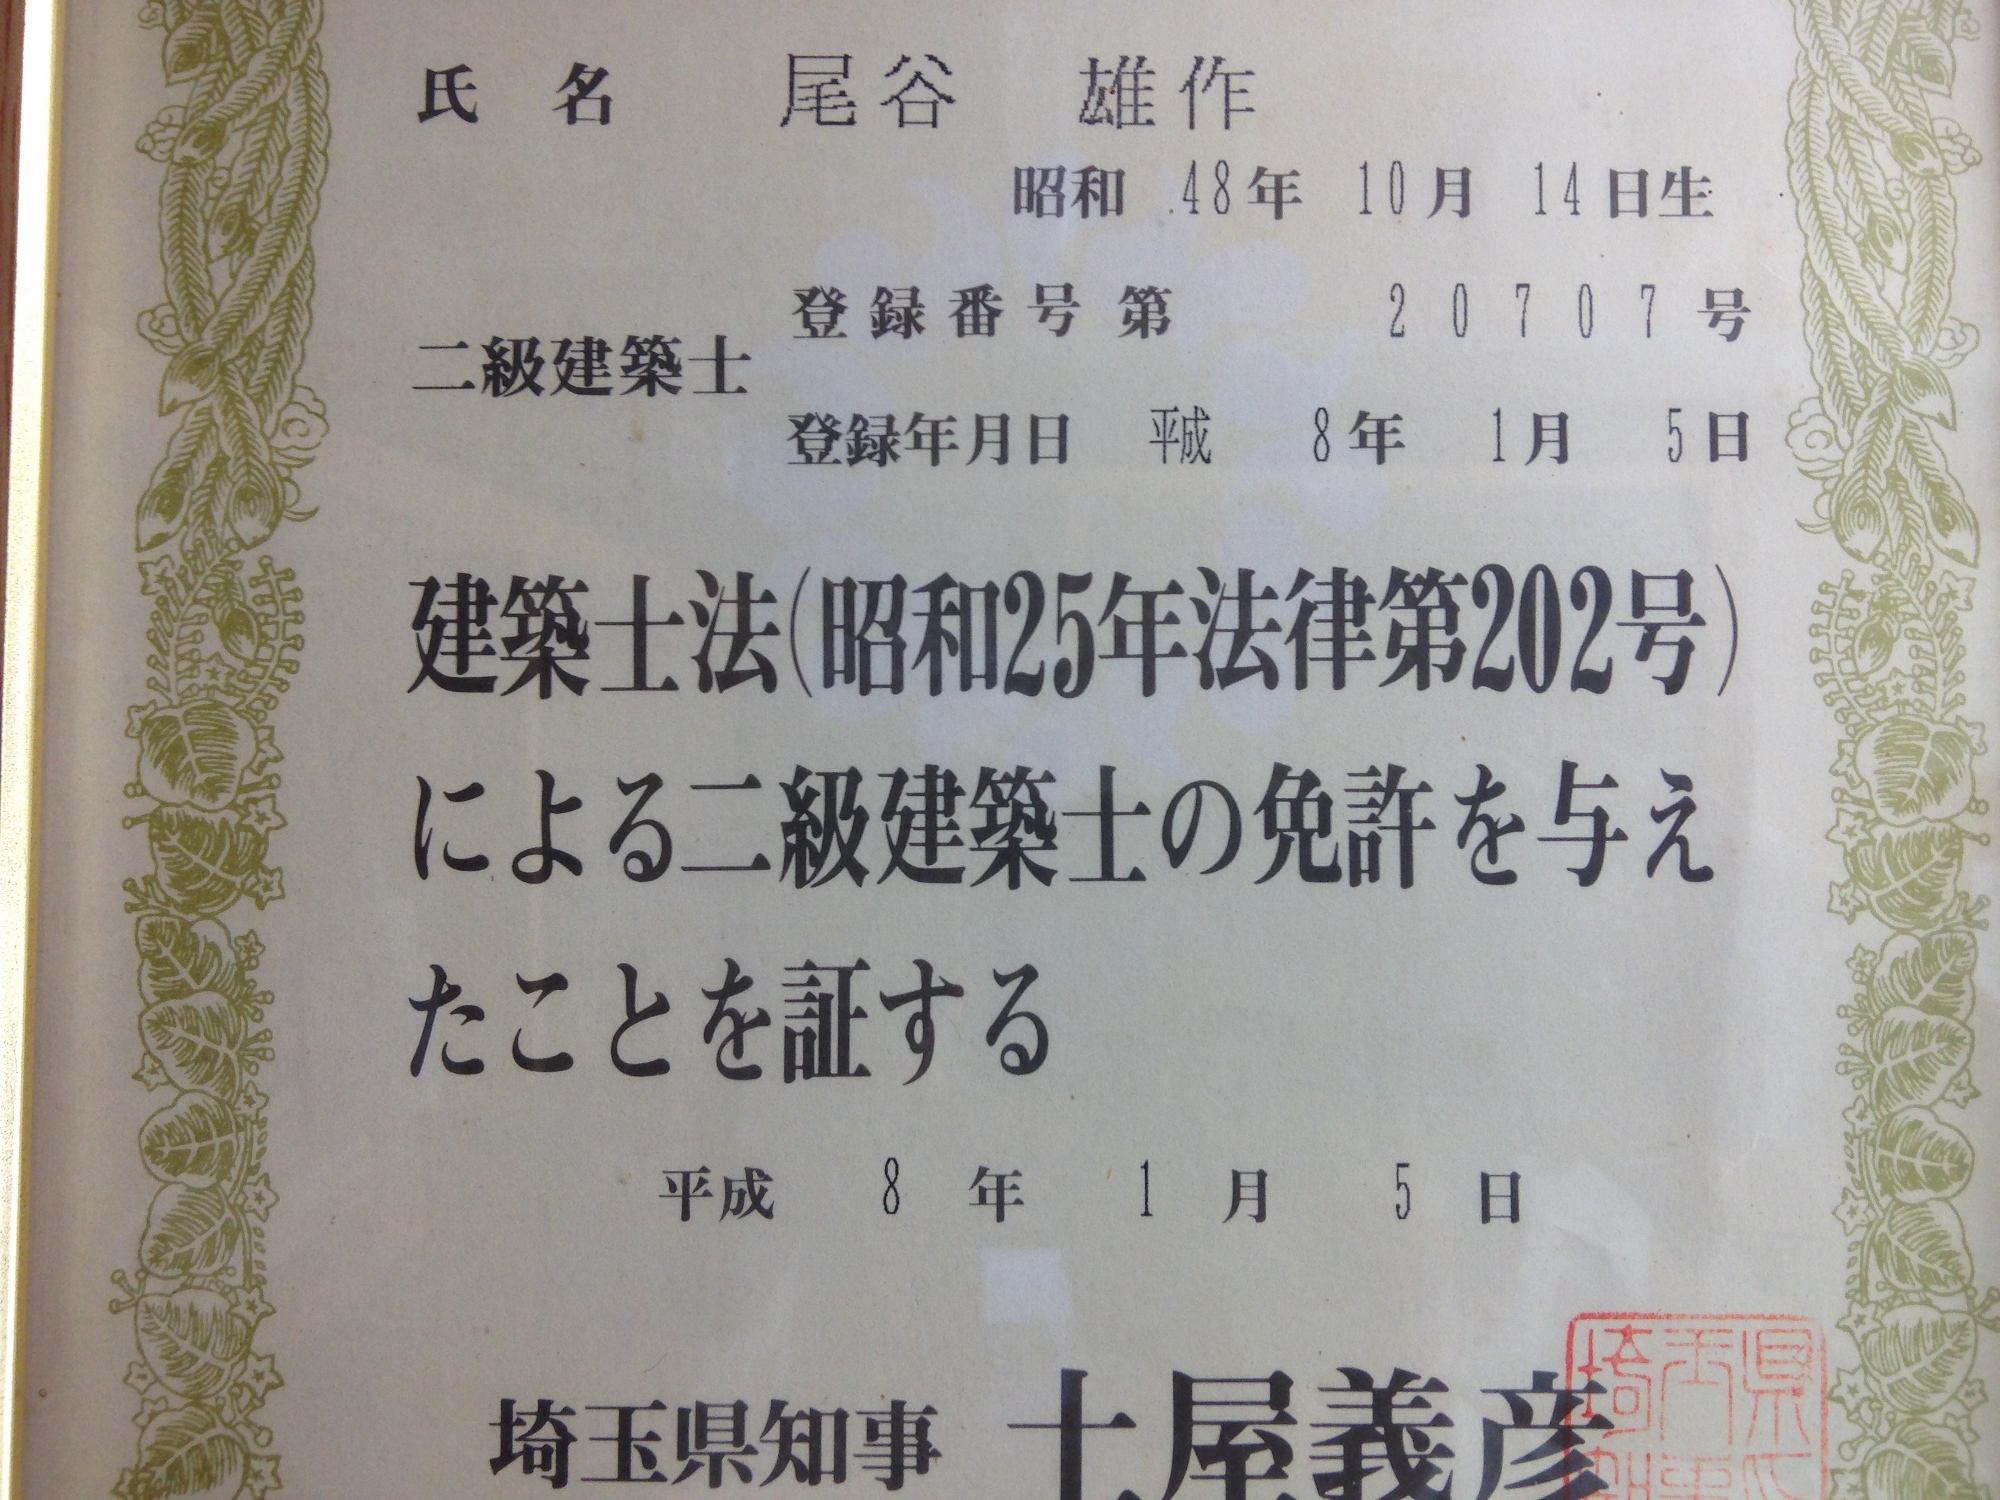 氏 名 尾谷 雄作
昭和 48年 10月 14日生
登録番号第 20707号
二級建築士
登録年月日 平成 8年 1月 5日
建築士法(昭和25年法律第202号)
による二級建築士の免許を与え
たことを証する
平成 8 年 1 月 5 日
埼玉県知事 土屋義彦